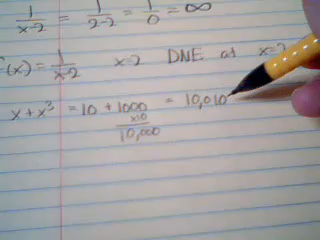 1/x-2 = 1/2-2 = 1/0 = ∞
(x) = 1/x-2 x=2 DNE at x=2
x + x³ = 10 + 1000 = 10,010
x10
10,000